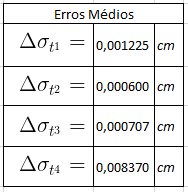 Erros Médios
Δσt1 = 0,001225 cm
Δσt2 = 0,000600 cm
Δσt3 = 0,000707 cm
Δσt4 = 0,008370 cm